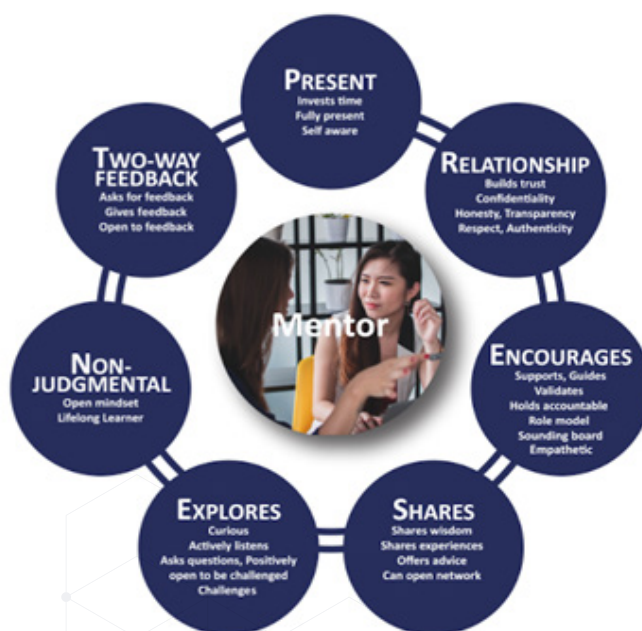 PRESENT
Invests time
Fully present
Self aware
RELATIONSHIP
Builds trust
Confidentiality
Honesty, Transparency
Respect, Authenticity
ENCOURAGES
Supports, Guides
Validates
Holds accountable
Role model
Sounding board
Empathetic
SHARES
Shares wisdom
Shares experiences
Offers advice
Can open network
EXPLORES
Curious
Actively listens
Asks questions, Positively
open to be challenged
Challenges
NON-
JUDGMENTAL
Open mindset
Lifelong Learner
TWO-WAY
FEEDBACK
Asks for feedback
Gives feedback
Open to feedback
Mentor